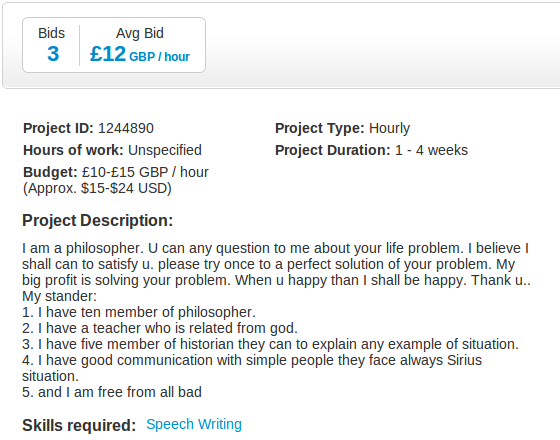 Bids Avg Bid
3 £12 GBP / hour
Project ID: 1244890 Project Type: Hourly
Hours of work: Unspecified Project Duration: 1 - 4 weeks
Budget: £10-£15 GBP / hour
(Approx. $15-$24 USD)
Project Description:
I am a philosopher. U can any question to me about your life problem. I believe I
shall can to satisfy u. please try once to a perfect solution of your problem. My
big profit is solving your problem. When u happy than I shall be happy. Thank u..
My stander:
1. I have ten member of philosopher.
2. I have a teacher who is related from god.
3. I have five member of historian they can to explain any example of situation.
4. I have good communication with simple people they face always Sirius
situation.
5. and I am free from all bad
Skills required: Speech Writing